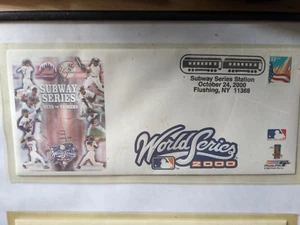 SUBWAY
SERIES
METS vs YANKEES
Subway Series Station
October 24, 2000
Flushing, NY 11368
World Series
2000